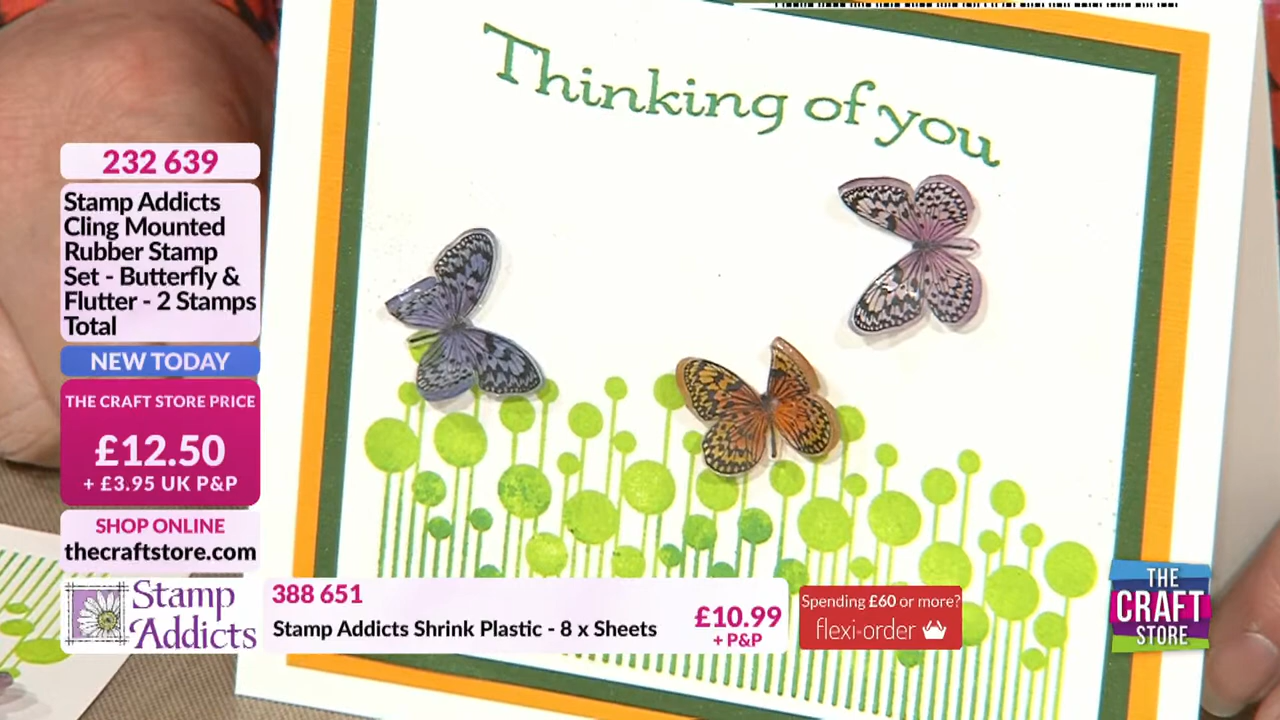 Thinking of you
232 639
Stamp Addicts
Cling Mounted
Rubber Stamp
Set - Butterfly &
Flutter - 2 Stamps
Total
NEW TODAY
THE CRAFT STORE PRICE
£12.50
+ £3.95 UK P&P
SHOP ONLINE
thecraftstore.com
Stamp
Addicts
388 651
Stamp Addicts Shrink Plastic - 8 x Sheets
£10.99
+ P&P
Spending £60 or more?
flexi-order
THE
CRAFT
STORE